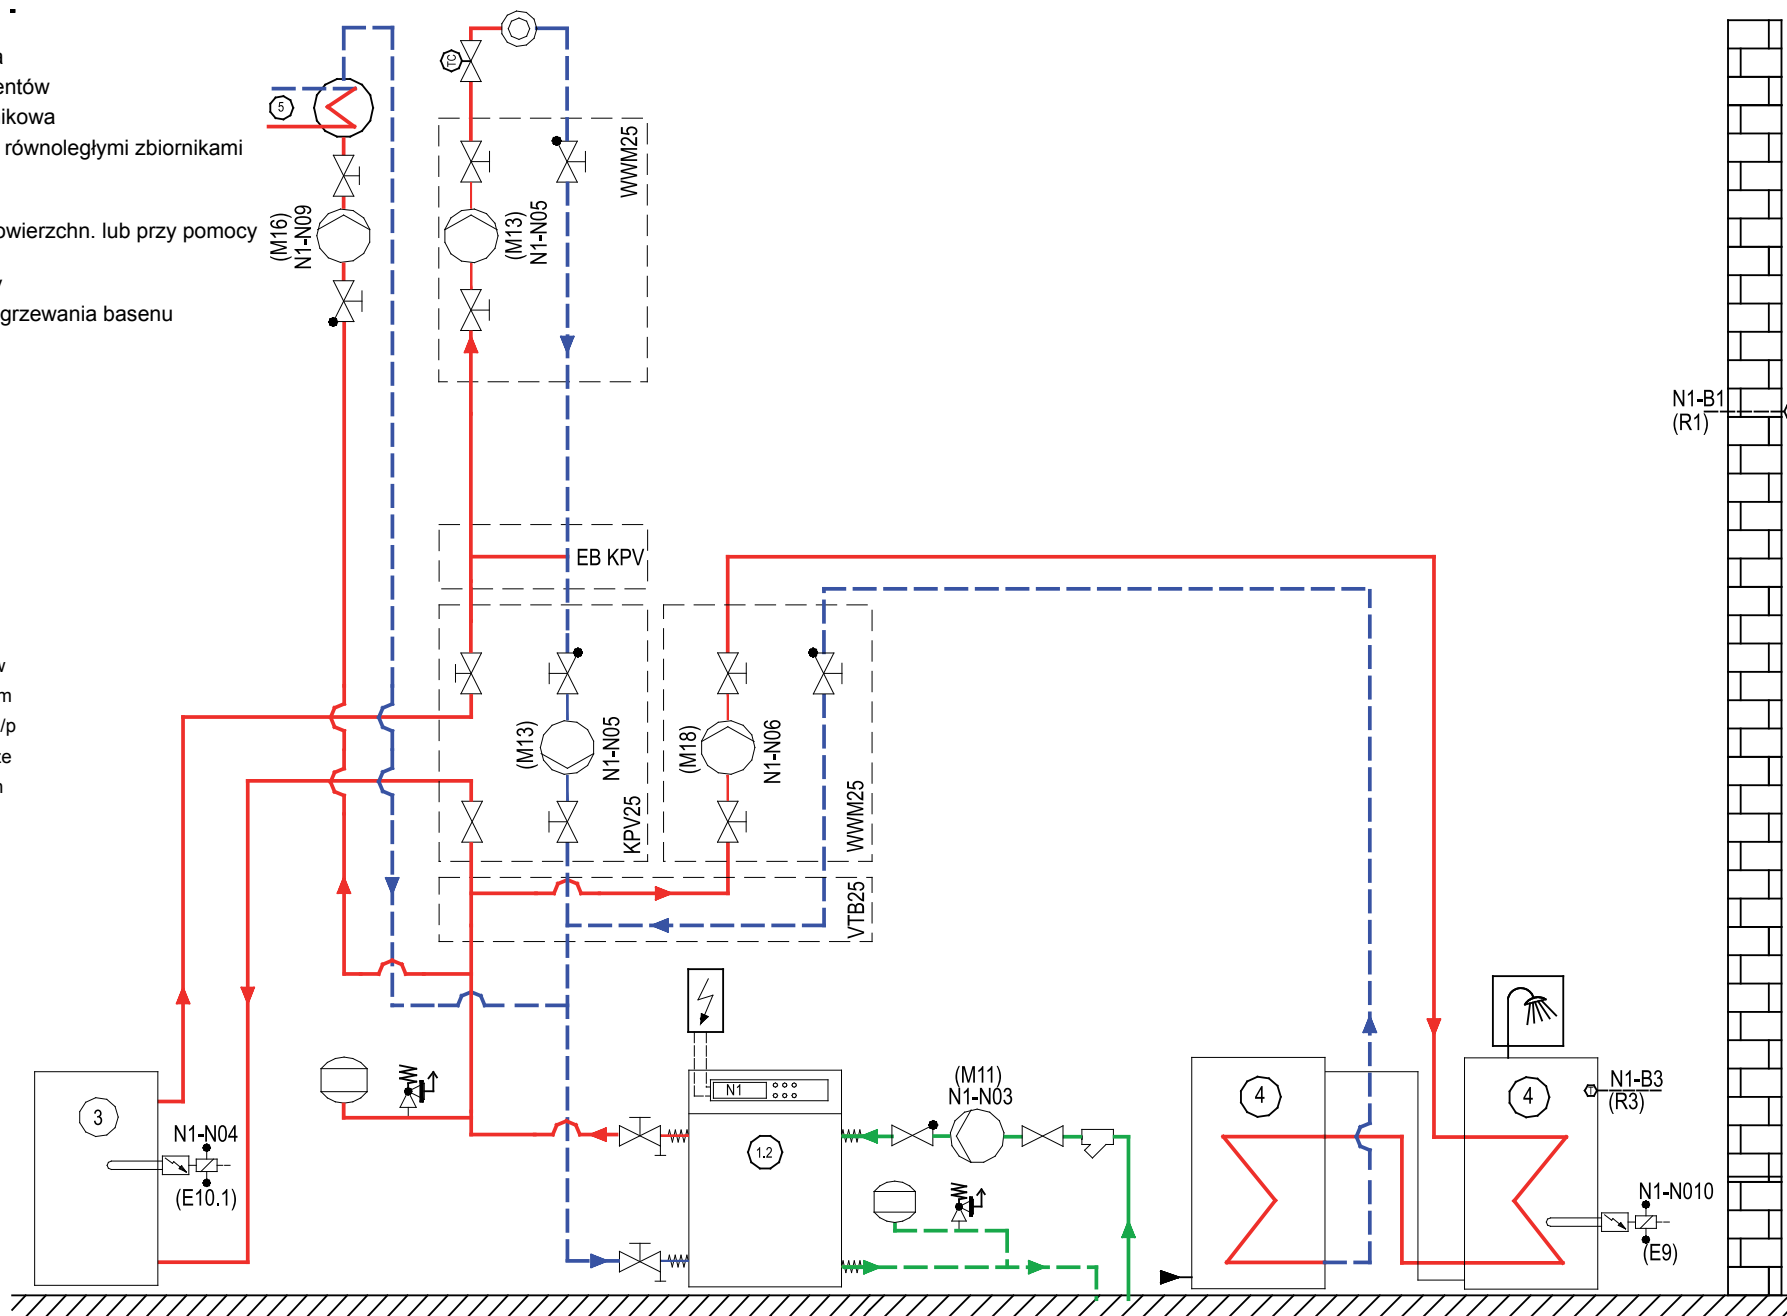 a
entów
ikowa
równoległymi zbiornikami
owierzchn. lub przy pomocy
y
grzewania basenu
w
m
/p
ze
n
5
TC
WWM25
(M16)
N1-N09
(M13)
N1-N05
N1-B1
(R1)
EB KPV
(M13)
N1-N05
KPV25
(M18)
N1-N06
WWM25
VTB25
N1
1.2
(M11)
N1-N03
3
N1-N04
(E10.1)
4
4
N1-B3
(R3)
N1-N010
(E9)